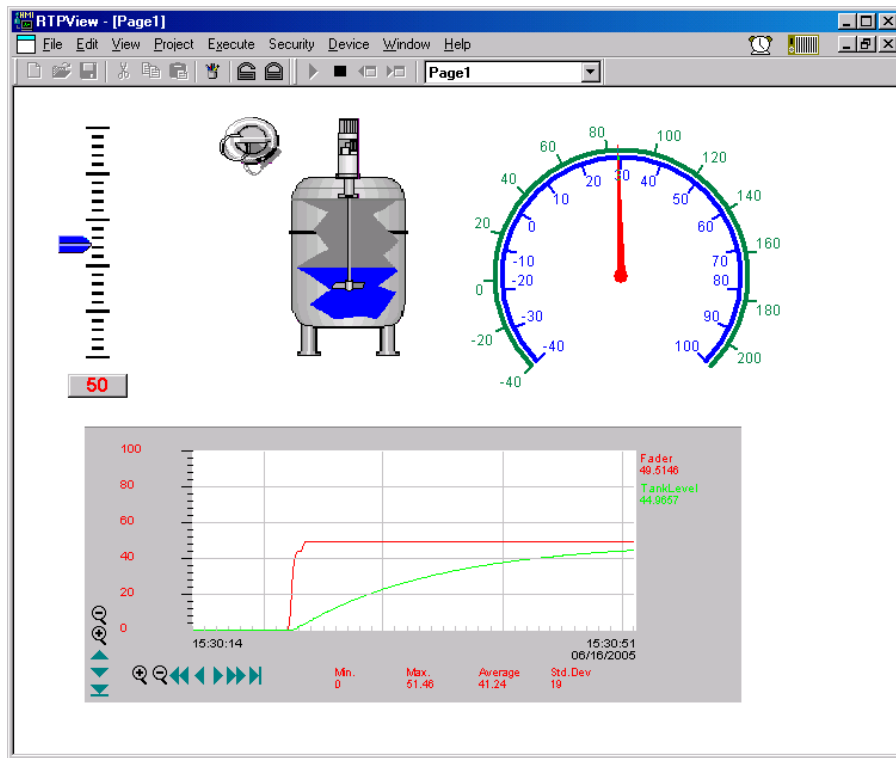 HMI
RTPView - [Page1]
File Edit View Project Execute Security Device Window Help
Page1
50
-40 -20 0 20 40 60 80 100 120 140 160 180 200
-40 -30 -20 -10 0 10 20 30 40 50 60 70 80 90 100
100
80
60
40
20
0
Fader
49.5146
TankLevel
44.9657
15:30:14 15:30:51
06/16/2005
Min. Max. Average Std.Dev
0 51.46 41.24 19